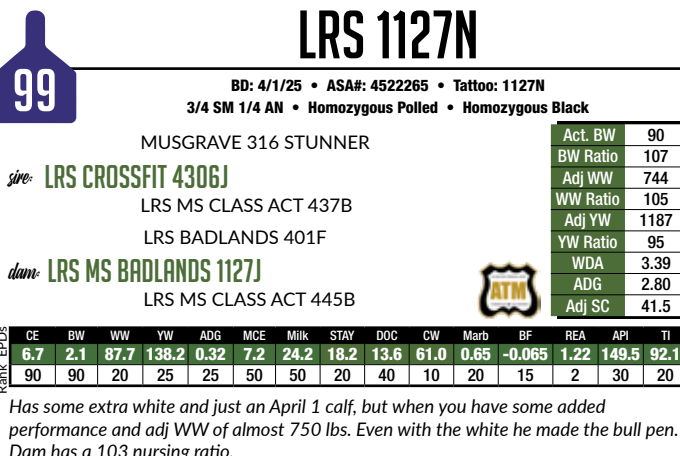 LRS 1127N
99
BD: 4/1/25 • ASA#: 4522265 • Tattoo: 1127N
3/4 SM 1/4 AN • Homozygous Polled • Homozygous Black
MUSGRAVE 316 STUNNER
sire: LRS CROSSFIT 4306J
LRS MS CLASS ACT 437B
LRS BADLANDS 401F
dam: LRS MS BADLANDS 1127J
LRS MS CLASS ACT 445B
ATM
Act. BW 90
BW Ratio 107
Adj WW 744
WW Ratio 105
Adj YW 1187
YW Ratio 95
WDA 3.39
ADG 2.80
Adj SC 41.5
CE BW WW YW ADG MCE Milk STAY DOC CW Marb BF REA API TI
EPDs 6.7 2.1 87.7 138.2 0.32 7.2 24.2 18.2 13.6 61.0 0.65 -0.065 1.22 149.5 92.1
Rank 90 90 20 25 25 50 50 20 40 10 20 15 2 30 20
Has some extra white and just an April 1 calf, but when you have some added
performance and adj WW of almost 750 lbs. Even with the white he made the bull pen.
Dam has a 103 nursing ratio.